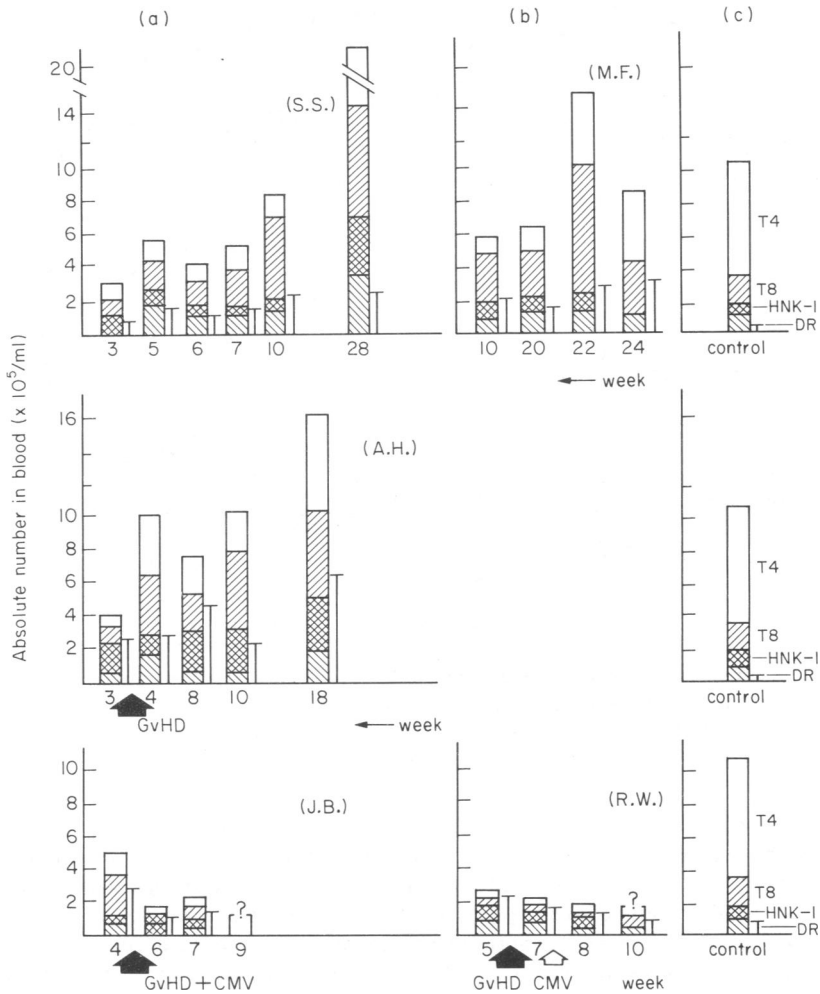 (a) (b) (c)
20
14
10
8
6
4
2
(S.S.)
3 5 6 7 10 28
(M.F.)
10 20 22 24
T4
T8
HNK-1
DR
control
week
Absolute number in blood (x 10⁵/ml)
16
10
8
6
4
2
(A.H.)
3 4 8 10 18
GvHD
week
T4
T8
HNK-1
DR
control
10
8
6
4
2
(J.B.)
?
4 6 7 9
GvHD+CMV
(R.W.)
?
5 7 8 10
GvHD CMV week
T4
T8
HNK-1
DR
control